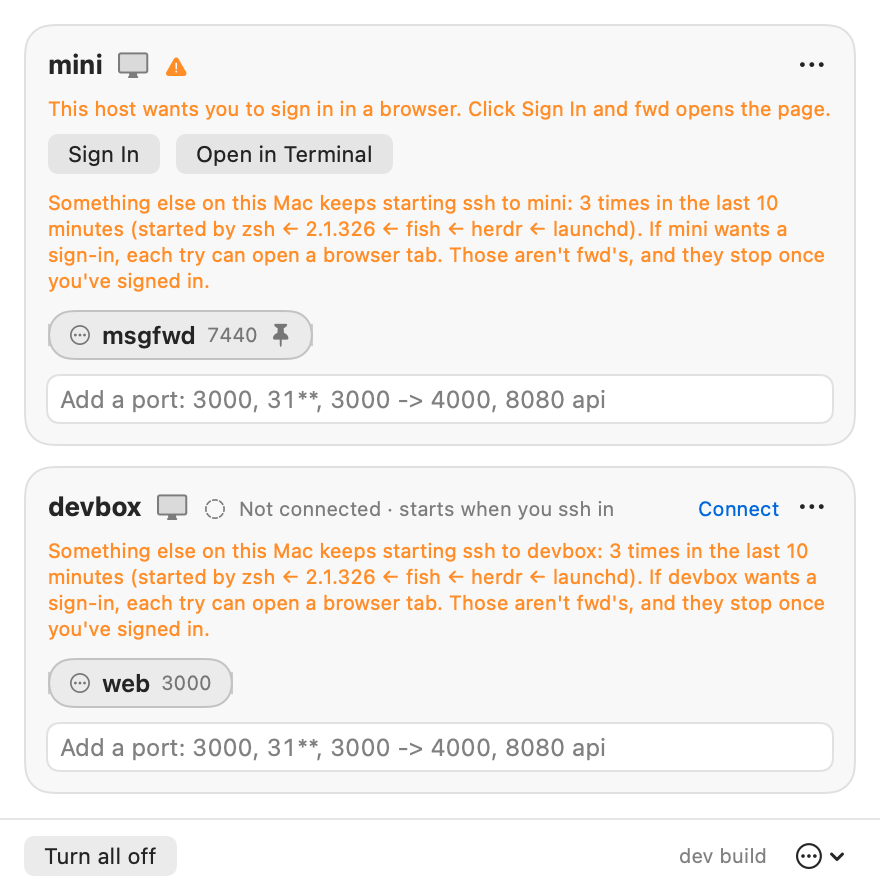 mini
This host wants you to sign in in a browser. Click Sign In and fwd opens the page.
Sign In
Open in Terminal
Something else on this Mac keeps starting ssh to mini: 3 times in the last 10
minutes (started by zsh ← 2.1.326 ← fish ← herdr ← launchd). If mini wants a
sign-in, each try can open a browser tab. Those aren't fwd's, and they stop once
you've signed in.
msgfwd 7440
Add a port: 3000, 31**, 3000 -> 4000, 8080 api
devbox Not connected · starts when you ssh in Connect
Something else on this Mac keeps starting ssh to devbox: 3 times in the last 10
minutes (started by zsh ← 2.1.326 ← fish ← herdr ← launchd). If devbox wants a
sign-in, each try can open a browser tab. Those aren't fwd's, and they stop once
you've signed in.
web 3000
Add a port: 3000, 31**, 3000 -> 4000, 8080 api
Turn all off
dev build